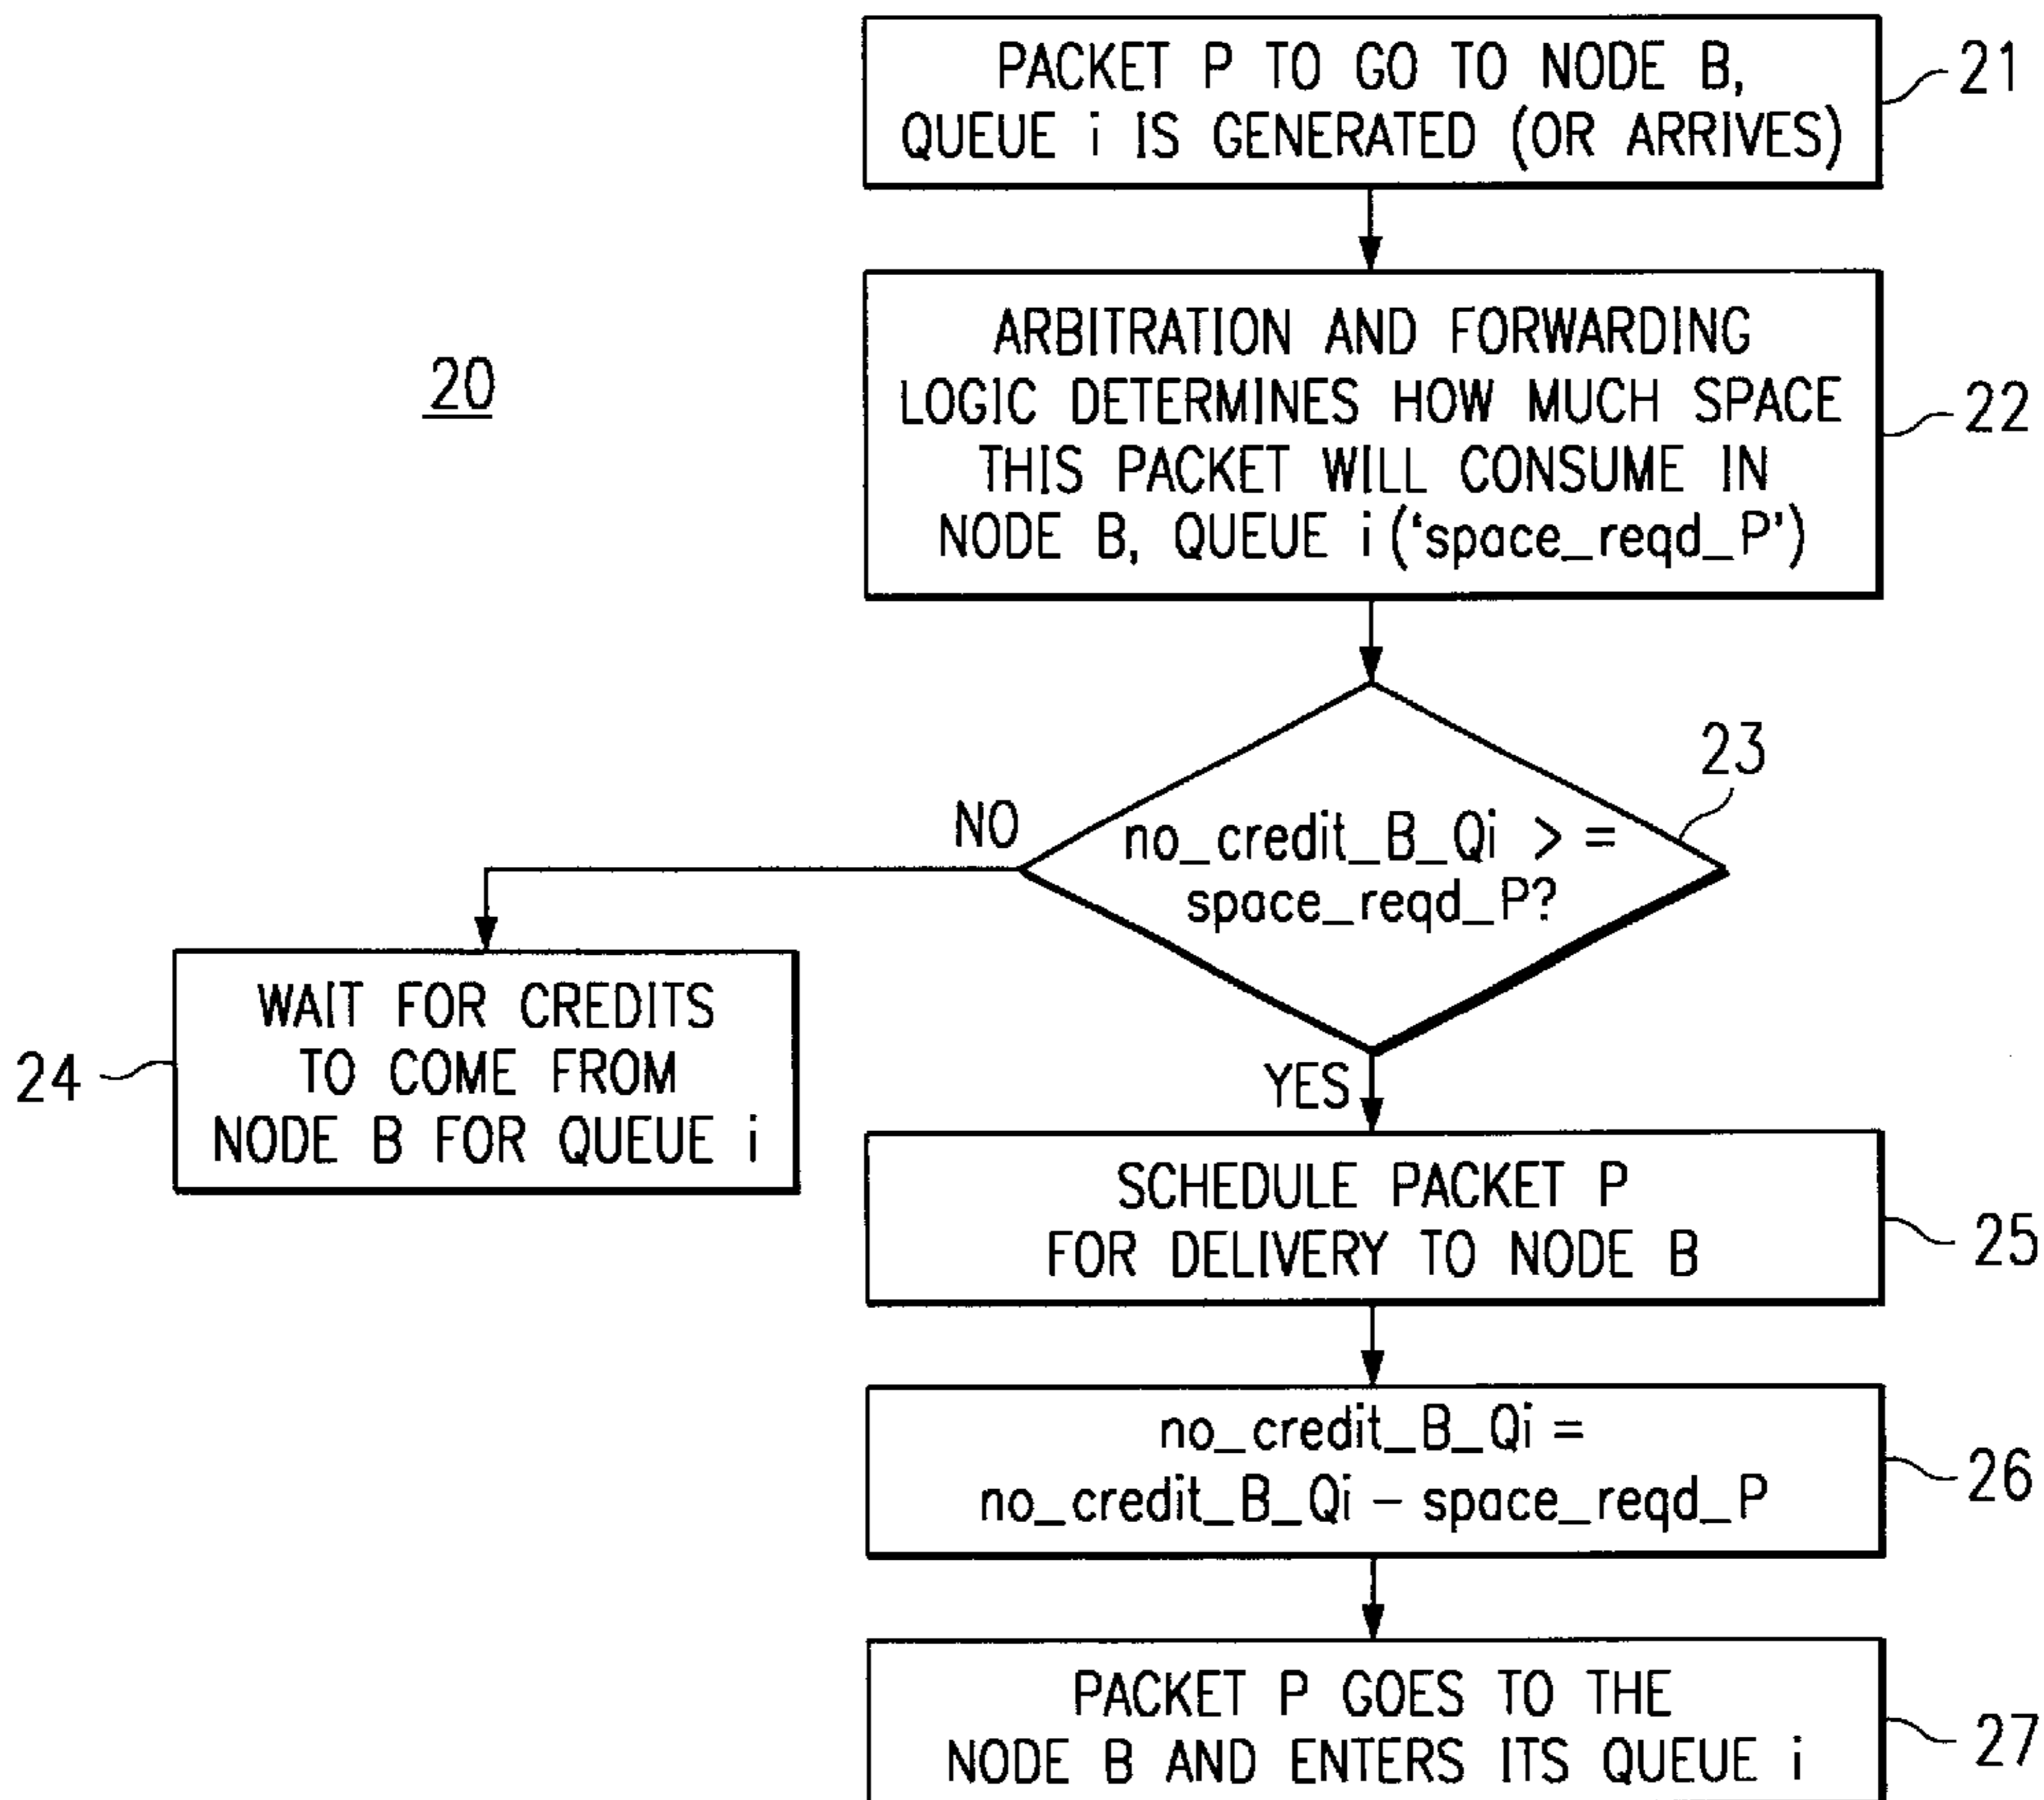 PACKET P TO GO TO NODE B,
QUEUE i IS GENERATED (OR ARRIVES)
21
20
ARBITRATION AND FORWARDING
LOGIC DETERMINES HOW MUCH SPACE
THIS PACKET WILL CONSUME IN
NODE B, QUEUE i ('space_reqd_P')
22
23
NO
no_credit_B_Qi > =
space_reqd_P?
WAIT FOR CREDITS
TO COME FROM
NODE B FOR QUEUE i
24
YES
SCHEDULE PACKET P
FOR DELIVERY TO NODE B
25
no_credit_B_Qi =
no_credit_B_Qi – space_reqd_P
26
PACKET P GOES TO THE
NODE B AND ENTERS ITS QUEUE i
27